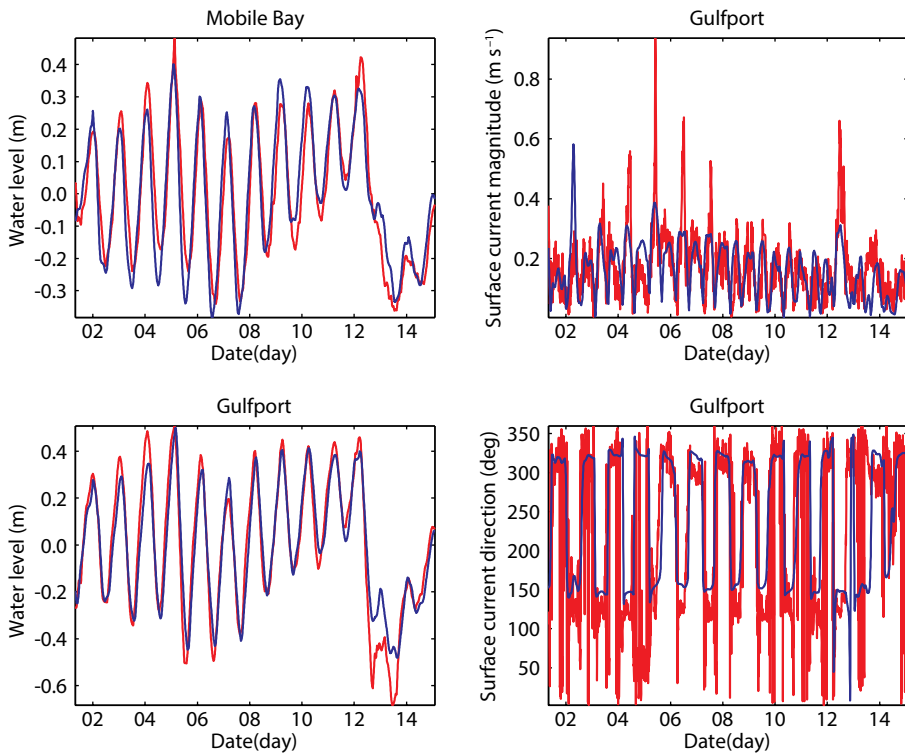 Mobile Bay
Water level (m)
0.4
0.3
0.2
0.1
0.0
-0.1
-0.2
-0.3
02 04 06 08 10 12 14
Date(day)
Gulfport
Surface current magnitude (m s⁻¹)
0.8
0.6
0.4
0.2
02 04 06 08 10 12 14
Date(day)
Gulfport
Water level (m)
0.4
0.2
0.0
-0.2
-0.4
-0.6
02 04 06 08 10 12 14
Date(day)
Gulfport
Surface current direction (deg)
350
300
250
200
150
100
50
02 04 06 08 10 12 14
Date(day)